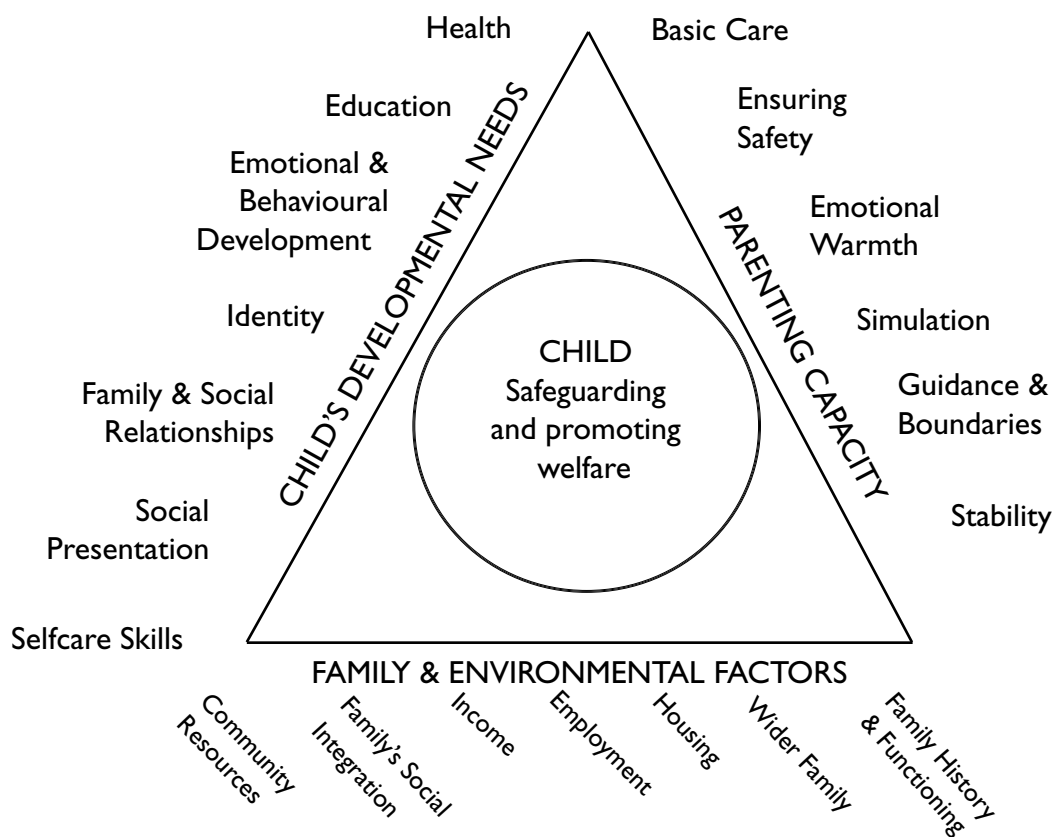 Health
Education
Emotional &
Behavioural
Development
Identity
Family & Social
Relationships
Social
Presentation
Selfcare Skills
CHILD'S DEVELOPMENTAL NEEDS
CHILD
Safeguarding
and promoting
welfare
PARENTING CAPACITY
Basic Care
Ensuring
Safety
Emotional
Warmth
Simulation
Guidance &
Boundaries
Stability
FAMILY & ENVIRONMENTAL FACTORS
Community
Resources
Family's Social
Integration
Income
Employment
Housing
Wider Family
Family History
& Functioning